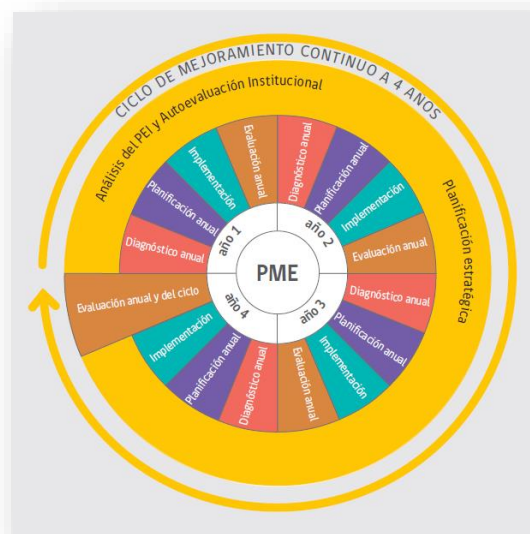 CICLO DE MEJORAMIENTO CONTINUO A 4 ANOS
Análisis del PEI y Autoevaluación Institucional
Planificación estratégica
PME
año 1
Diagnóstico anual
Planificación anual
Implementación
Evaluación anual
año 2
Diagnóstico anual
Planificación anual
Implementación
Evaluación anual
año 3
Diagnóstico anual
Planificación anual
Implementación
Evaluación anual
año 4
Diagnóstico anual
Planificación anual
Implementación
Evaluación anual y del ciclo